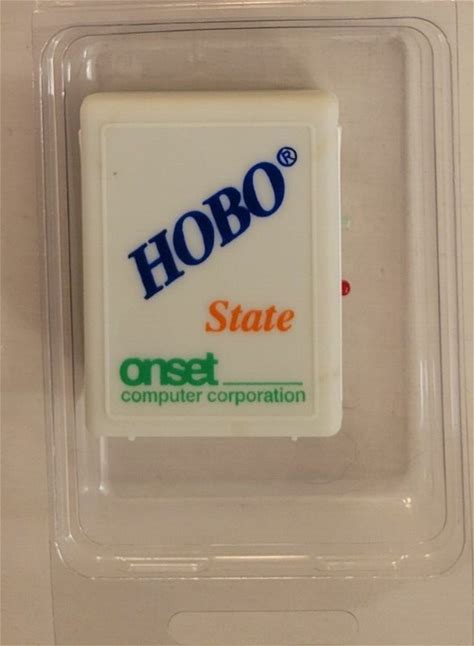 HOBO®
State
onset
computer corporation